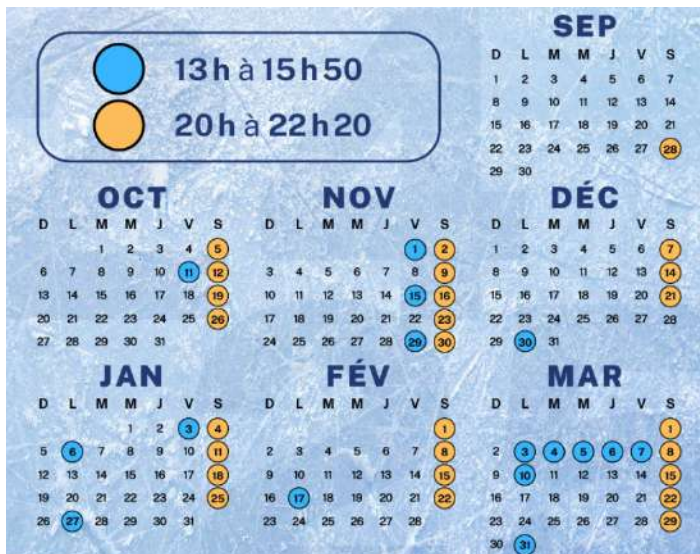 13h à 15h50
20h à 22h20
SEP
D L M M J V S
1 2 3 4 5 6 7
8 9 10 11 12 13 14
15 16 17 18 19 20 21
22 23 24 25 26 27 28
29 30
OCT
D L M M J V S
1 2 3 4 5
6 7 8 9 10 11 12
13 14 15 16 17 18 19
20 21 22 23 24 25 26
27 28 29 30 31
NOV
D L M M J V S
1 2
3 4 5 6 7 8 9
10 11 12 13 14 15 16
17 18 19 20 21 22 23
24 25 26 27 28 29 30
DÉC
D L M M J V S
1 2 3 4 5 6 7
8 9 10 11 12 13 14
15 16 17 18 19 20 21
22 23 24 25 26 27 28
29 30 31
JAN
D L M M J V S
1 2 3 4
5 6 7 8 9 10 11
12 13 14 15 16 17 18
19 20 21 22 23 24 25
26 27 28 29 30 31
FÉV
D L M M J V S
1
2 3 4 5 6 7 8
9 10 11 12 13 14 15
16 17 18 19 20 21 22
23 24 25 26 27 28
MAR
D L M M J V S
1
2 3 4 5 6 7 8
9 10 11 12 13 14 15
16 17 18 19 20 21 22
23 24 25 26 27 28 29
30 31